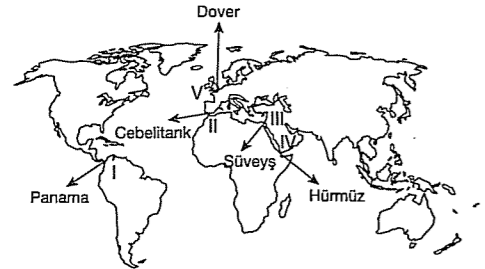 Dover
V
Cebelitarık
II
III
IV
Süveyş
Hürmüz
Panama
I